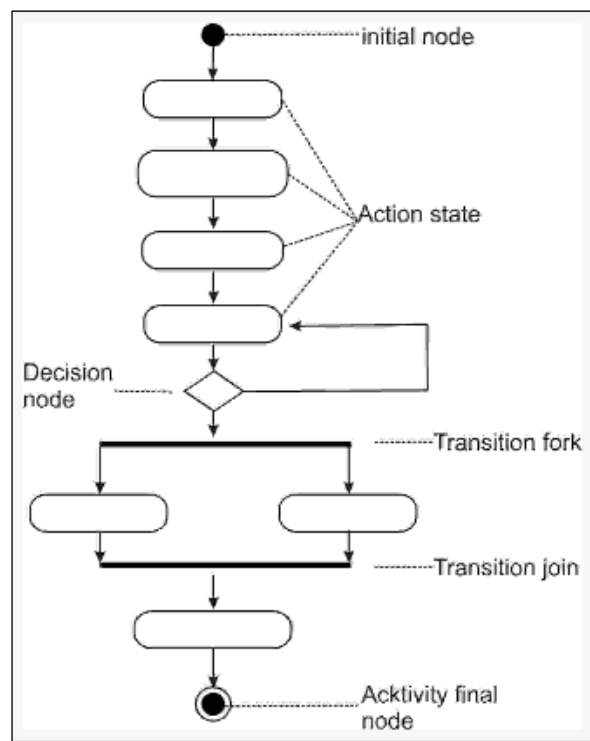 initial node
Action state
Decision
node
Transition fork
Transition join
Acktivity final
node